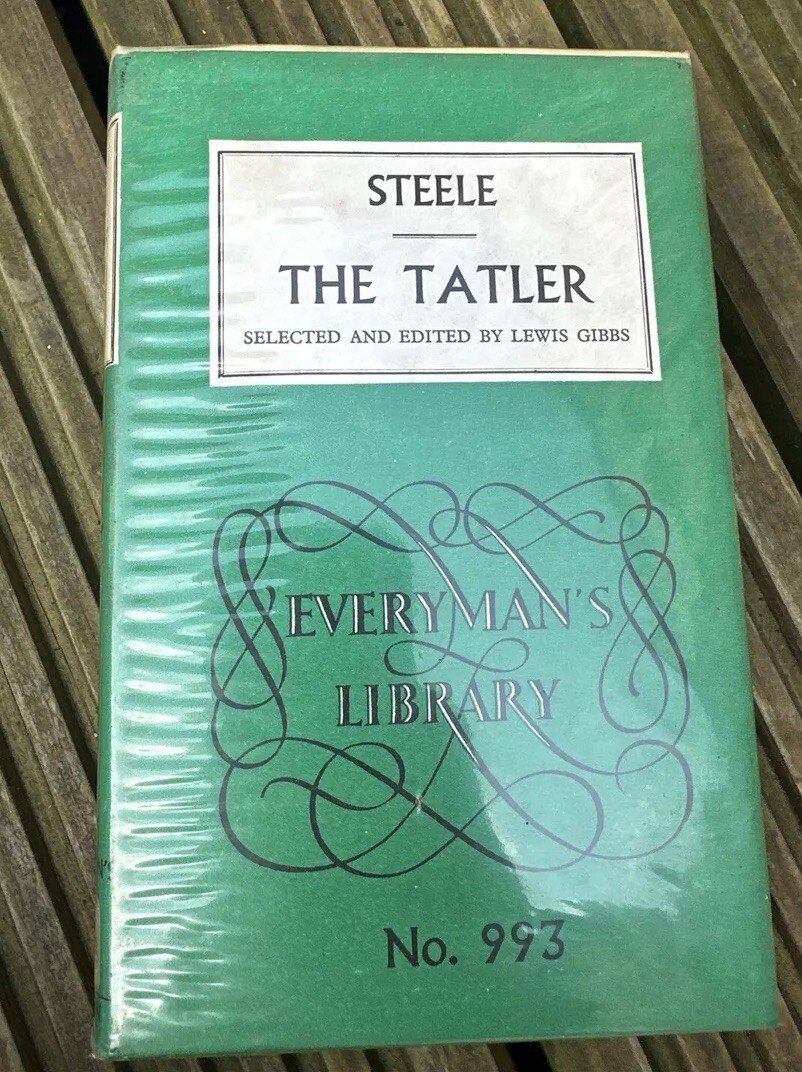 STEELE
THE TATLER
SELECTED AND EDITED BY LEWIS GIBBS
EVERYMAN'S
LIBRARY
No. 993